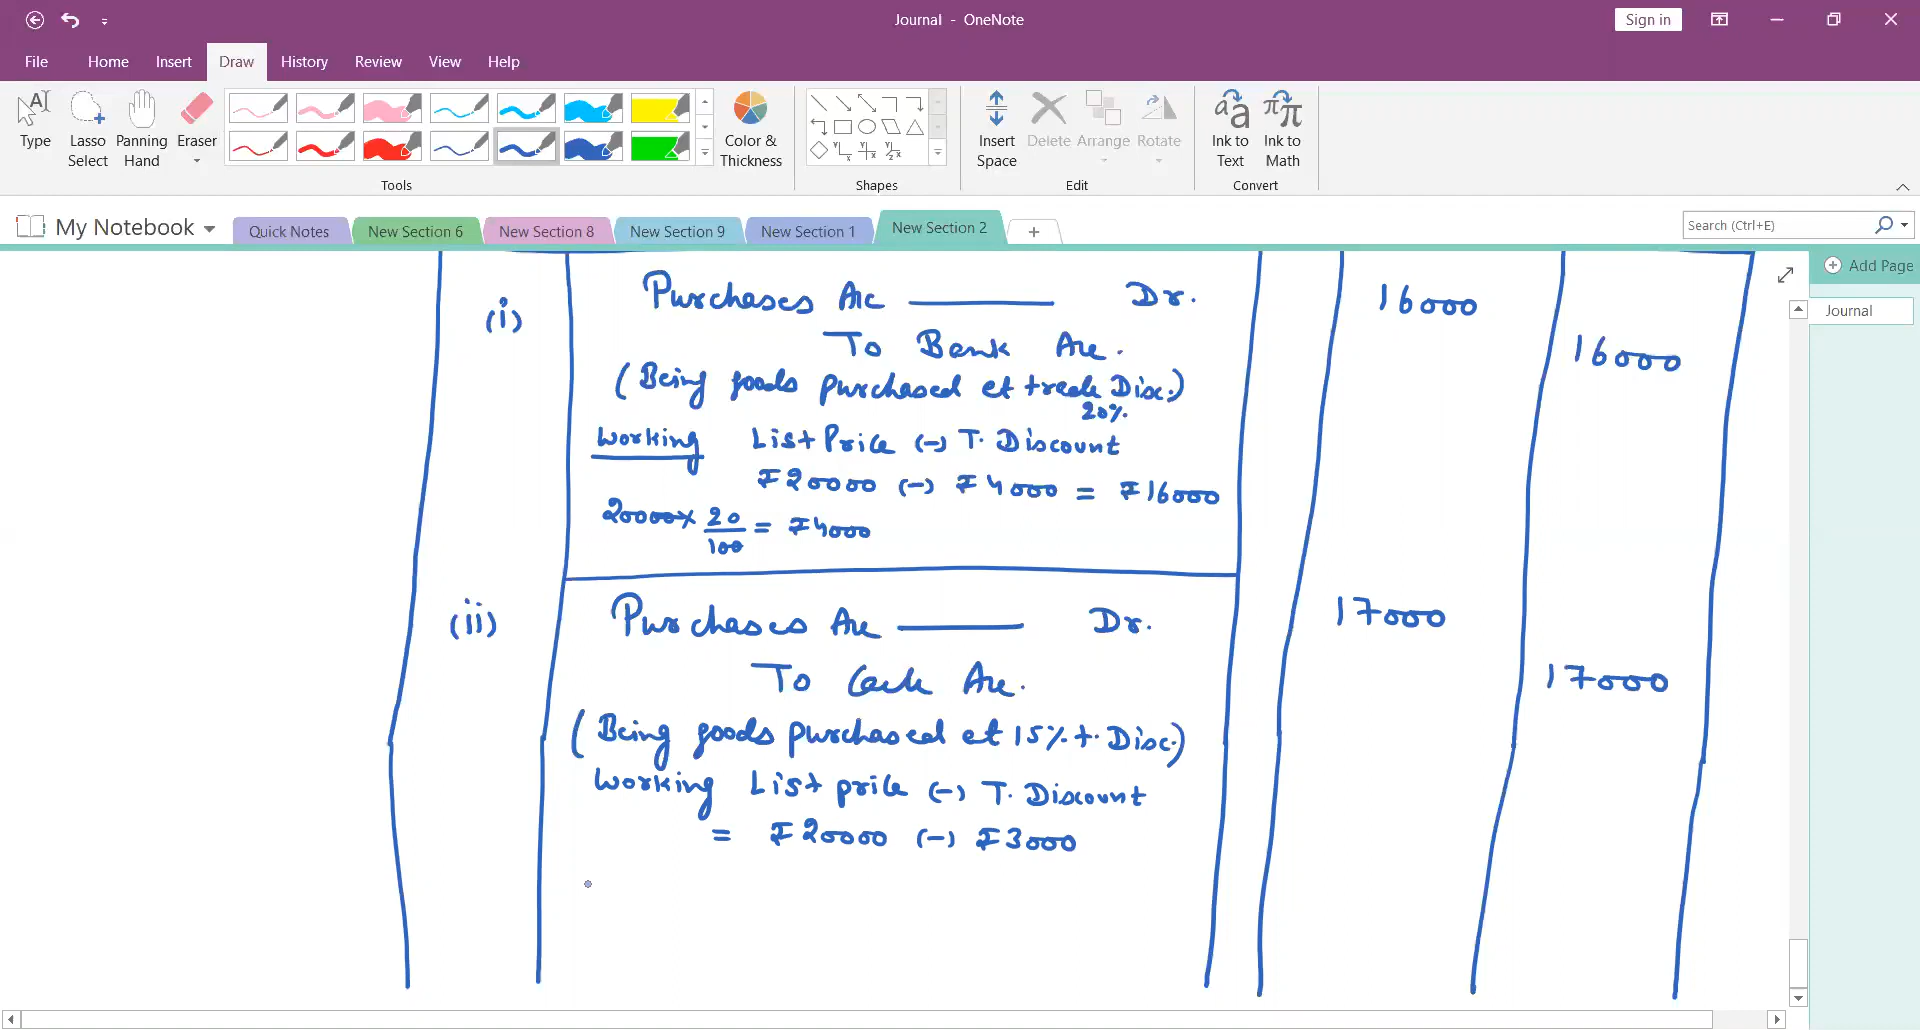 Journal - OneNote
Sign in
File Home Insert Draw History Review View Help
Type
Lasso Select
Panning Hand
Eraser
Color & Thickness
Insert Space
Delete
Arrange
Rotate
Ink to Text
Ink to Math
Tools
Shapes
Edit
Convert
My Notebook
Quick Notes
New Section 6
New Section 8
New Section 9
New Section 1
New Section 2
Search (Ctrl+E)
Add Page
Journal
(i) Purchases A/c Dr. 16000
To Bank A/c. 16000
(Being goods purchased at trade Disc.)
20%.
Working List Price (-) T. Discount
₹20000 (-) ₹4000 = ₹16000
20000 × 20/100 = ₹4000
(ii) Purchases A/c Dr. 17000
To Cash A/c. 17000
(Being goods purchased at 15% t. Disc.)
Working List price (-) T. Discount
= ₹20000 (-) ₹3000